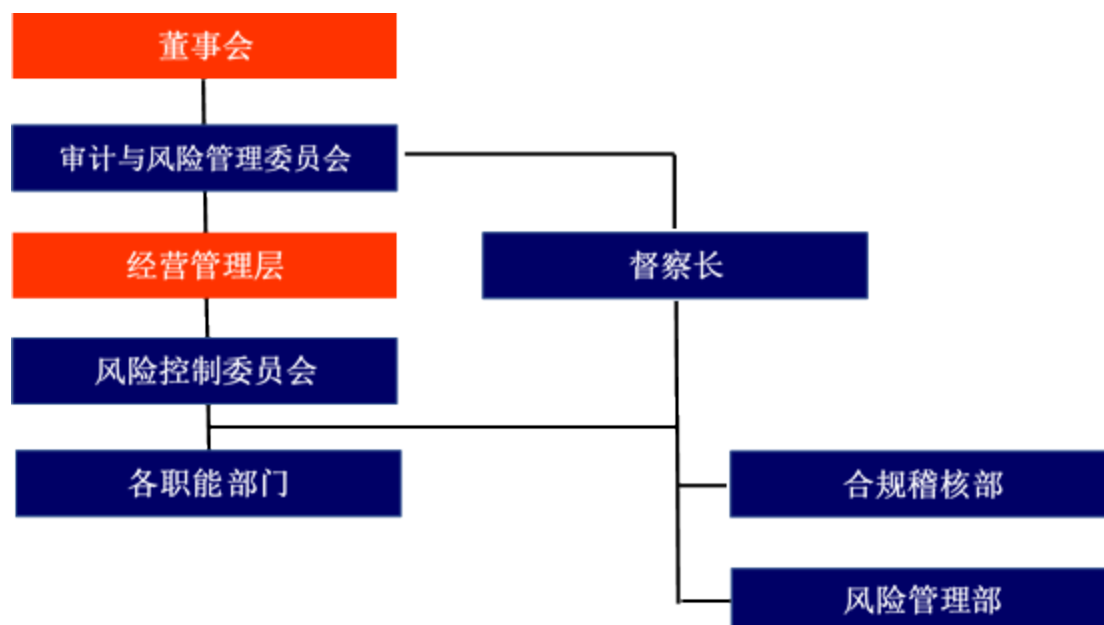 董事会
审计与风险管理委员会
经营管理层
督察长
风险控制委员会
各职能部门
合规稽核部
风险管理部